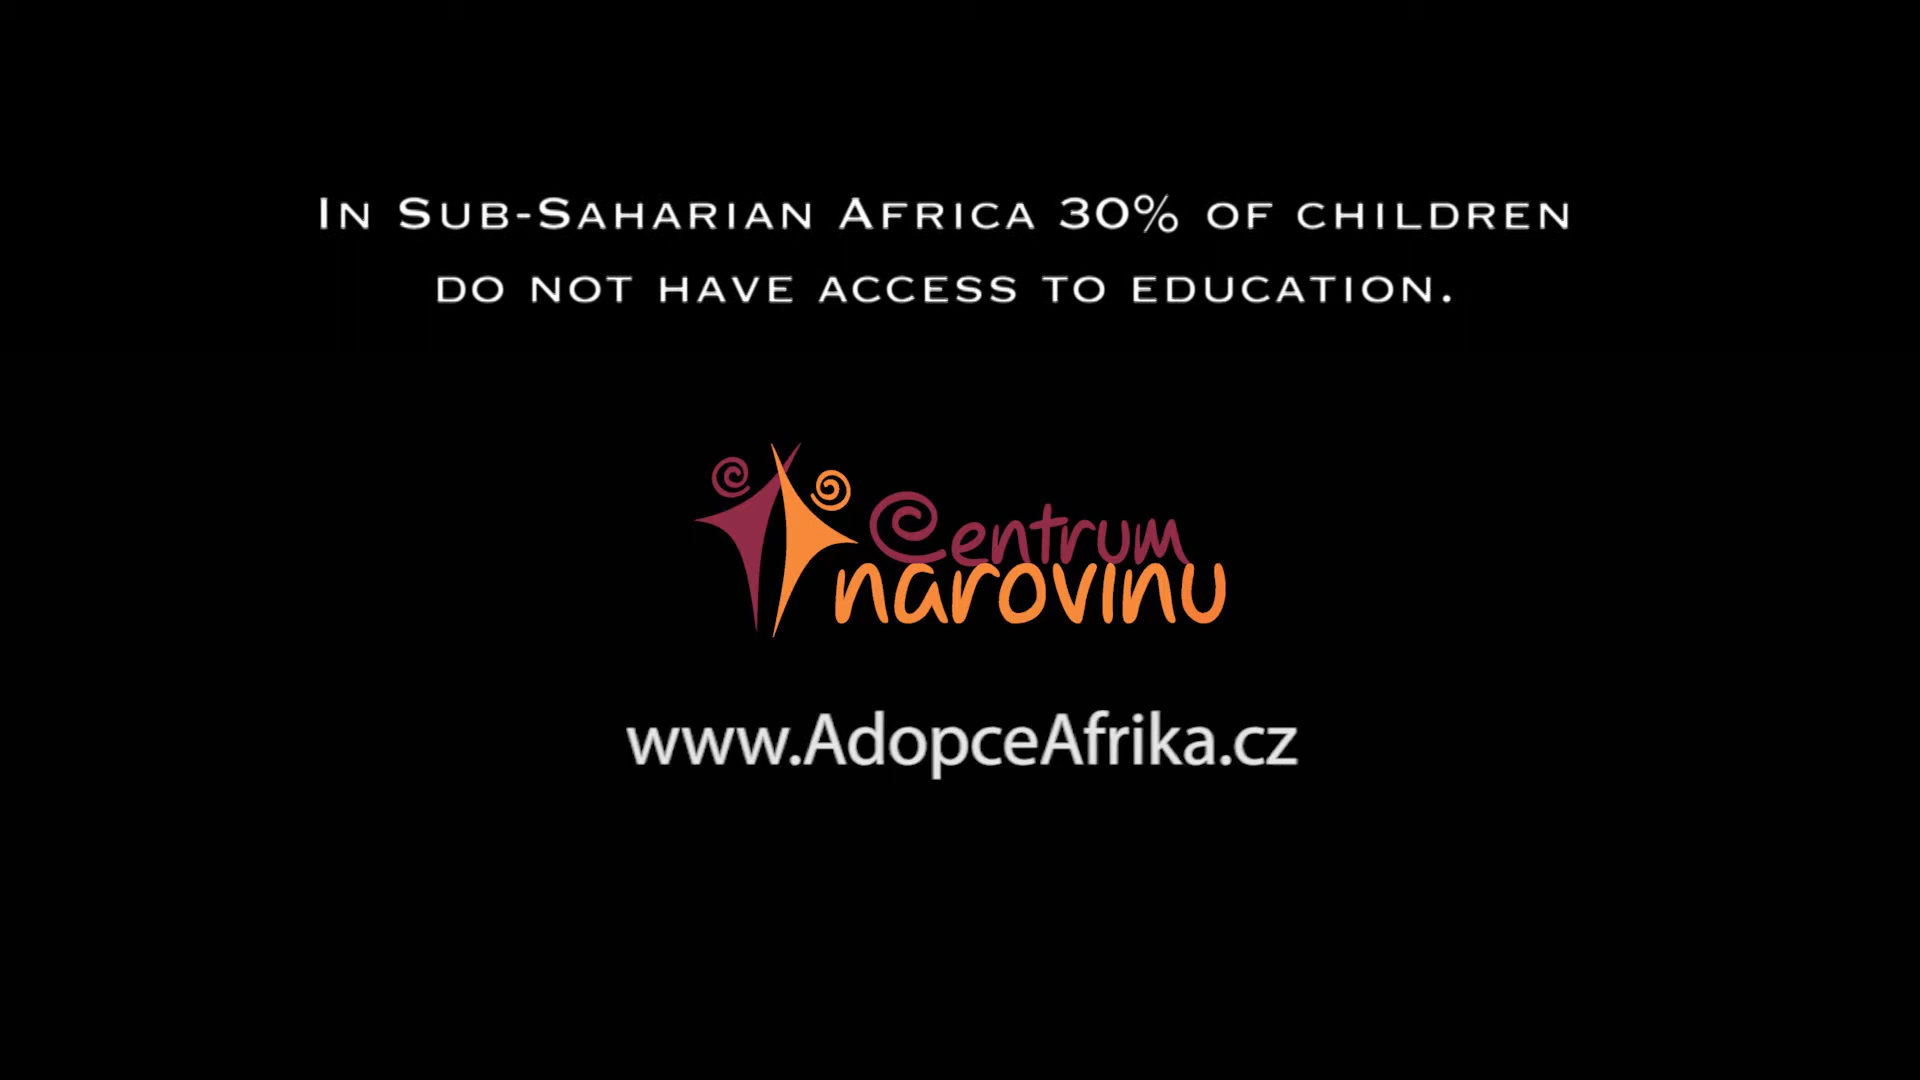 In Sub-Saharian Africa 30% of children
do not have access to education.
Centrum
narovinu
www.AdopceAfrika.cz